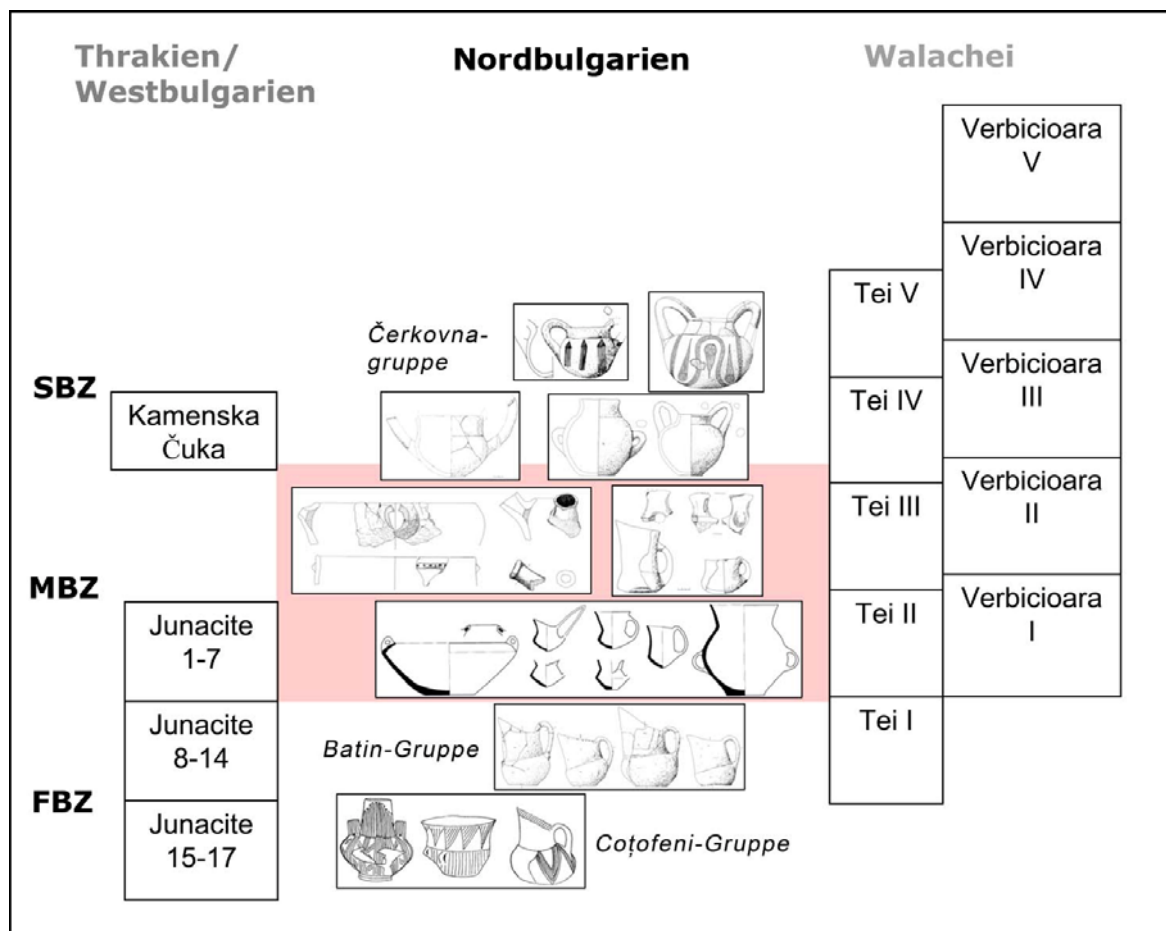 Thrakien/
Westbulgarien
Nordbulgarien
Walachei
SBZ
MBZ
FBZ
Kamenska
Čuka
Junacite
1-7
Junacite
8-14
Junacite
15-17
Čerkovna-
gruppe
Batin-Gruppe
Coțofeni-Gruppe
Tei V
Tei IV
Tei III
Tei II
Tei I
Verbicioara
V
Verbicioara
IV
Verbicioara
III
Verbicioara
II
Verbicioara
I